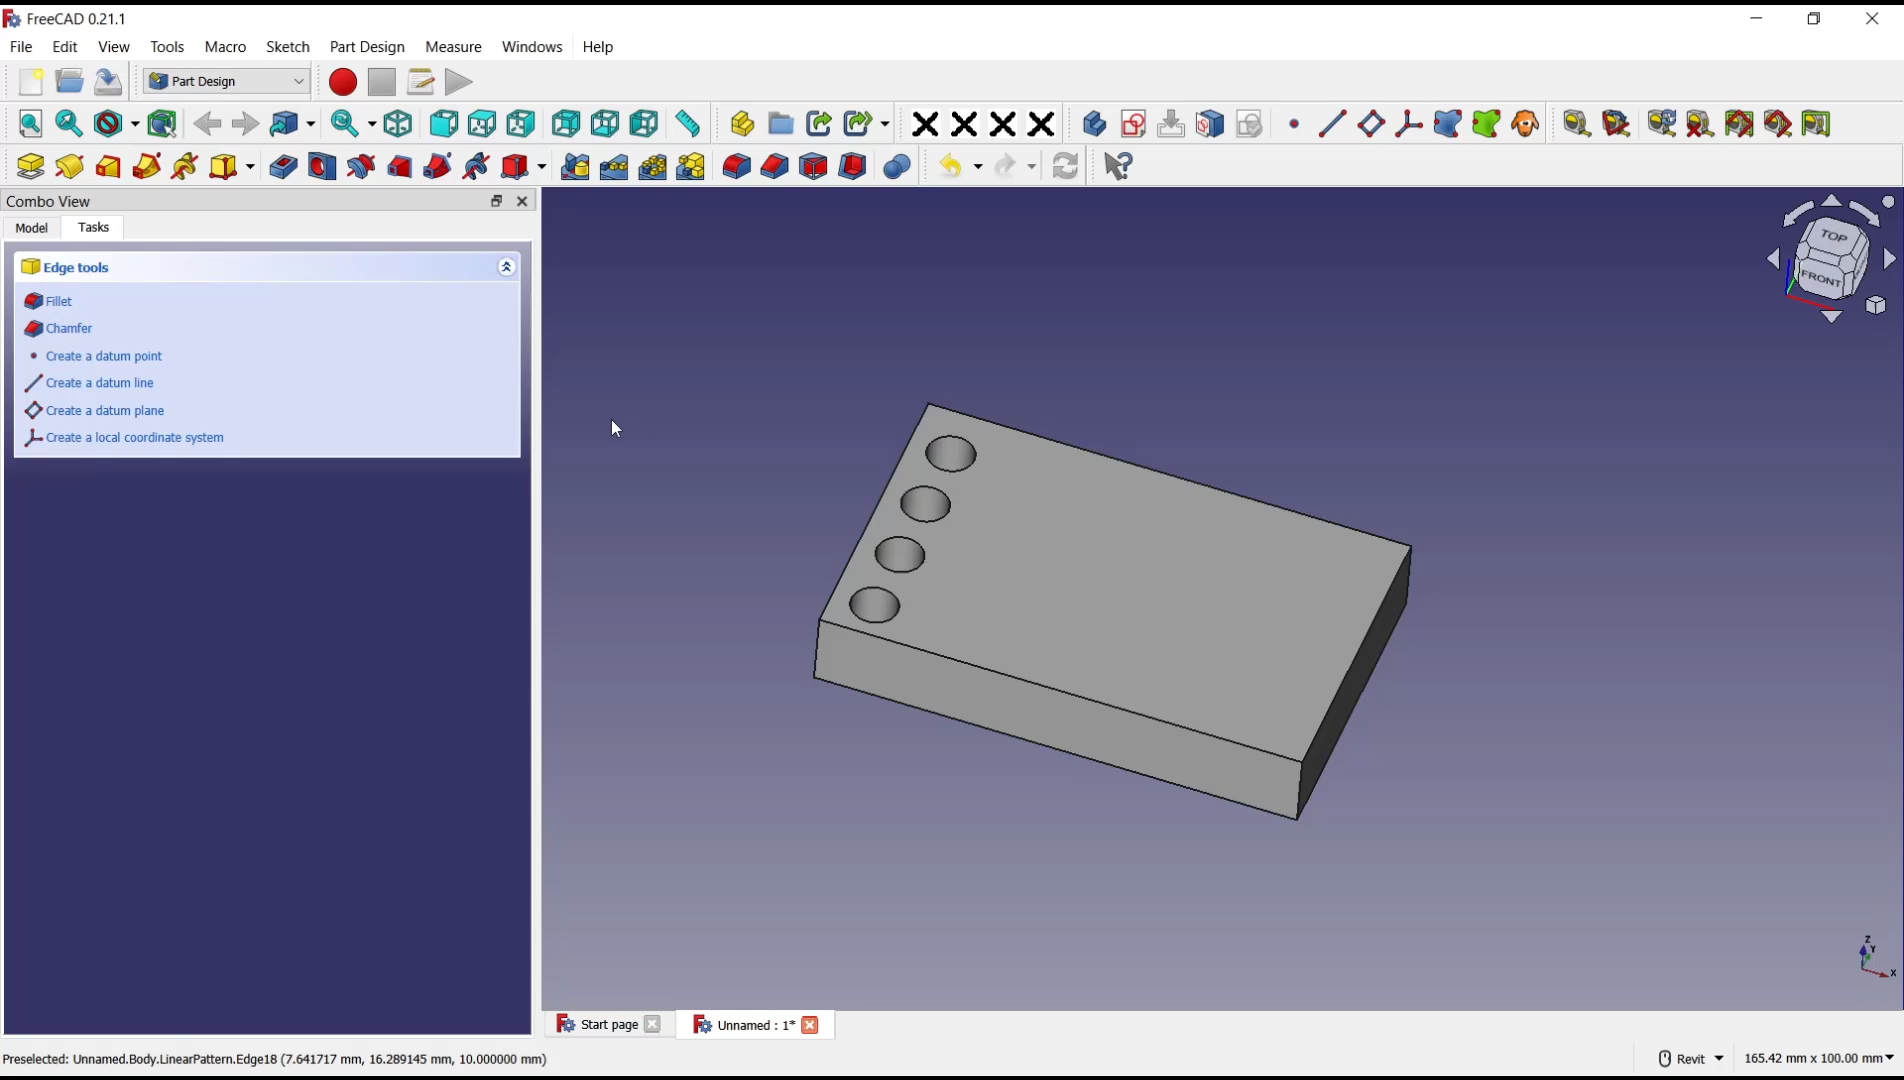 FreeCAD 0.21.1
File Edit View Tools Macro Sketch Part Design Measure Windows Help
Part Design
Combo View
Model Tasks
Edge tools
Fillet
Chamfer
Create a datum point
Create a datum line
Create a datum plane
Create a local coordinate system
TOP
FRONT
Z
Y
X
Start page Unnamed : 1*
Preselected: Unnamed.Body.LinearPattern.Edge18 (7.641717 mm, 16.289145 mm, 10.000000 mm) Revit 165.42 mm x 100.00 mm